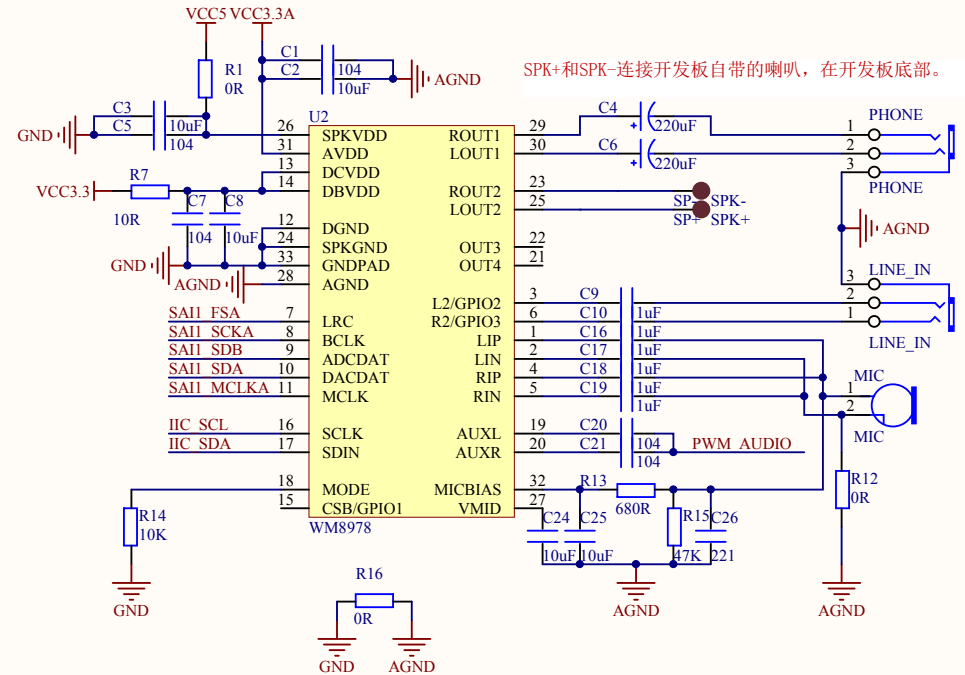 VCC5 VCC3.3A
C1
C2
104
10uF
AGND
R1
0R
SPK+和SPK-连接开发板自带的喇叭，在开发板底部。
C3
C5
10uF
104
GND
U2
26 SPKVDD
31 AVDD
13 DCVDD
14 DBVDD
12 DGND
24 SPKGND
33 GNDPAD
28 AGND
ROUT1 29
LOUT1 30
ROUT2 23
LOUT2 25
OUT3 22
OUT4 21
C4
220uF
C6
220uF
PHONE
1
2
3
PHONE
SP- SPK-
SP+ SPK+
AGND
VCC3.3
R7
10R
C7
104
C8
10uF
GND
AGND
SAI1_FSA 7 LRC
SAI1_SCKA 8 BCLK
SAI1_SDB 9 ADCDAT
SAI1_SDA 10 DACDAT
SAI1_MCLKA 11 MCLK
IIC_SCL 16 SCLK
IIC_SDA 17 SDIN
18 MODE
15 CSB/GPIO1
WM8978
L2/GPIO2 3 C9
R2/GPIO3 6 C10 1uF
LIP 1 C16 1uF
LIN 2 C17 1uF
RIP 4 C18 1uF
RIN 5 C19 1uF
1uF
AUXL 19 C20
AUXR 20 C21 104
104
PWM_AUDIO
MICBIAS 32
VMID 27
LINE_IN
3
2
1
LINE_IN
MIC
1
2
MIC
R13
680R
C24
10uF
C25
10uF
R15
47K
C26
221
R12
0R
AGND
AGND
R14
10K
GND
R16
0R
GND
AGND